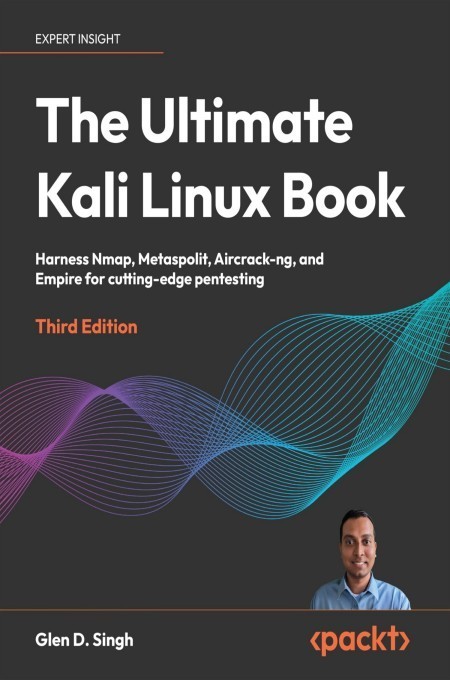 EXPERT INSIGHT
The Ultimate
Kali Linux Book
Harness Nmap, Metaspolit, Aircrack-ng, and
Empire for cutting-edge pentesting
Third Edition
Glen D. Singh
<packt>